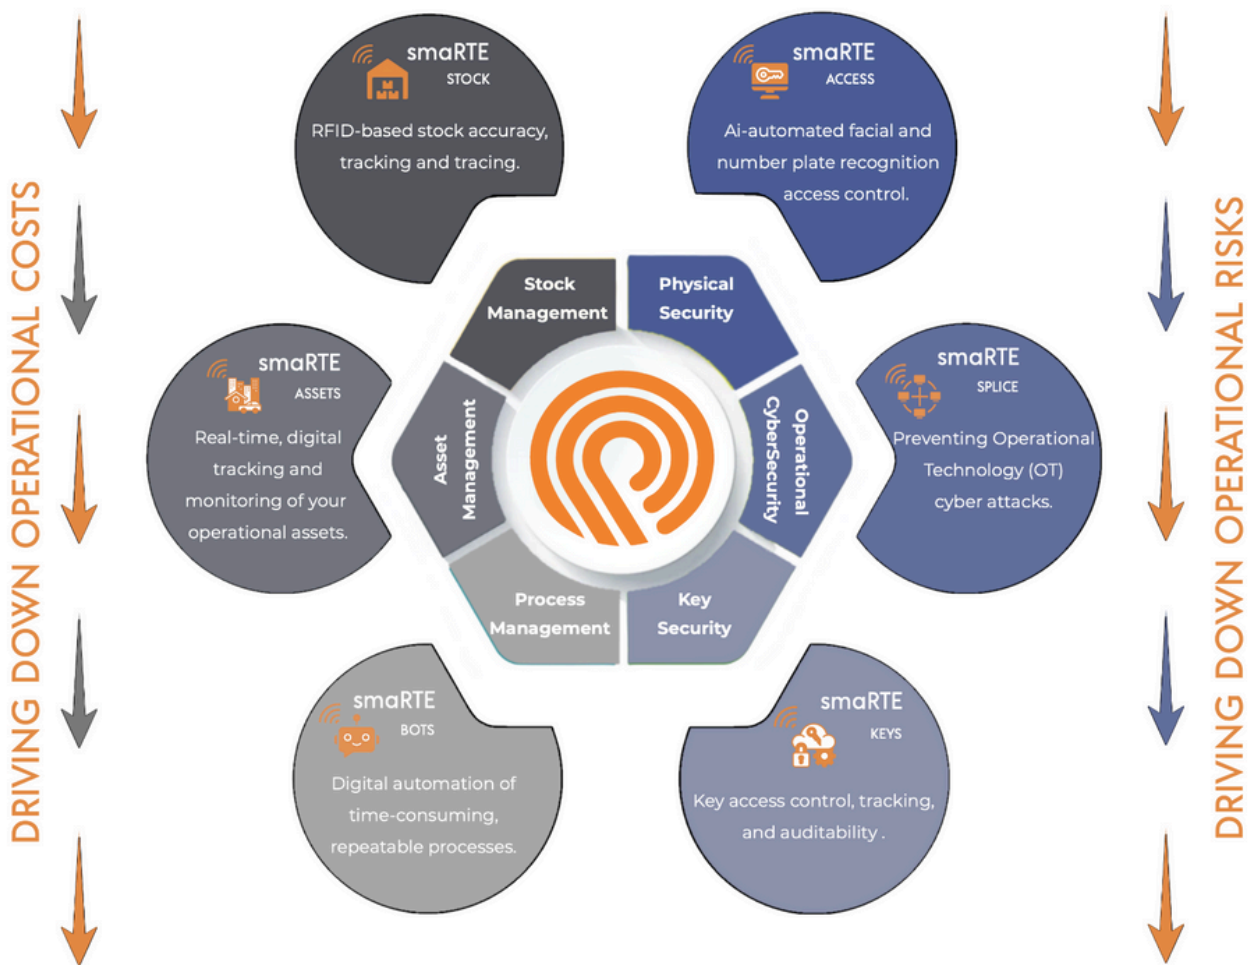 DRIVING DOWN OPERATIONAL COSTS
smaRTE
STOCK
RFID-based stock accuracy,
tracking and tracing.
smaRTE
ACCESS
Ai-automated facial and
number plate recognition
access control.
smaRTE
ASSETS
Real-time, digital
tracking and
monitoring of your
operational assets.
Stock
Management
Physical
Security
Asset
Management
Operational
CyberSecurity
Process
Management
Key
Security
smaRTE
SPLICE
Preventing Operational
Technology (OT)
cyber attacks.
smaRTE
BOTS
Digital automation of
time-consuming,
repeatable processes.
smaRTE
KEYS
Key access control, tracking,
and auditability .
DRIVING DOWN OPERATIONAL RISKS